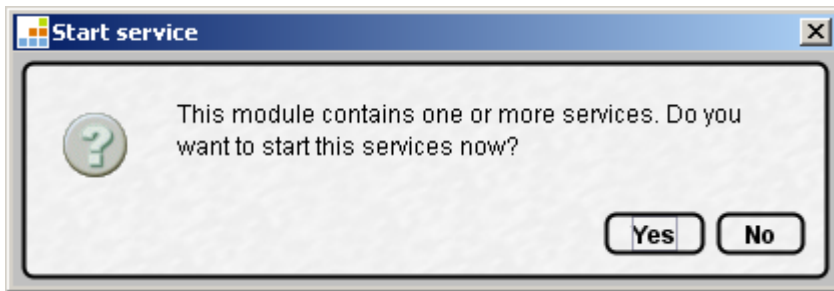 Start service
This module contains one or more services. Do you
want to start this services now?
Yes
No